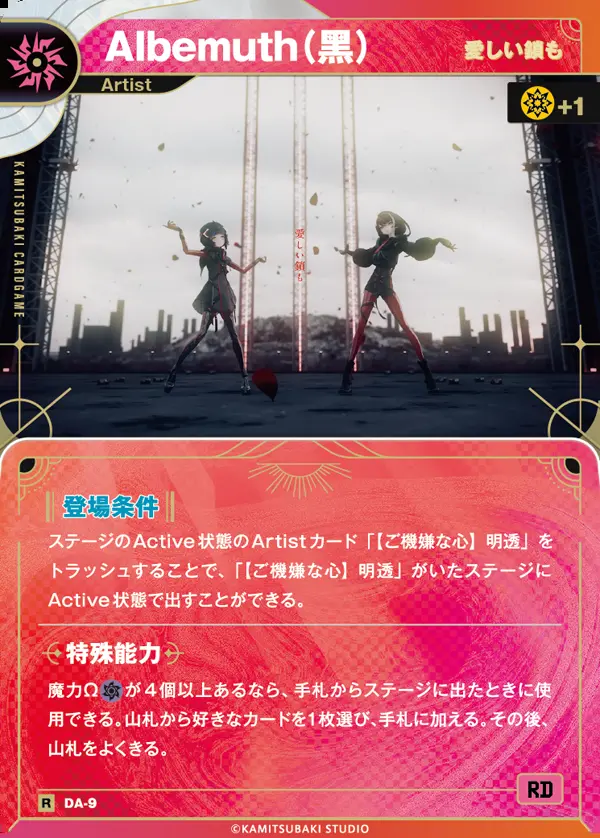 Albemuth(黒)
愛しい鎖も
Artist
+1
KAMITSUBAKI CARDGAME
愛しい鎖も
登場条件
ステージのActive状態のArtistカード「【ご機嫌な心】明透」を
トラッシュすることで、「【ご機嫌な心】明透」がいたステージに
Active状態で出すことができる。
特殊能力
魔力Ωが4個以上あるなら、手札からステージに出たときに使
用できる。山札から好きなカードを1枚選び、手札に加える。その後、
山札をよくきる。
R DA-9
RD
©KAMITSUBAKI STUDIO